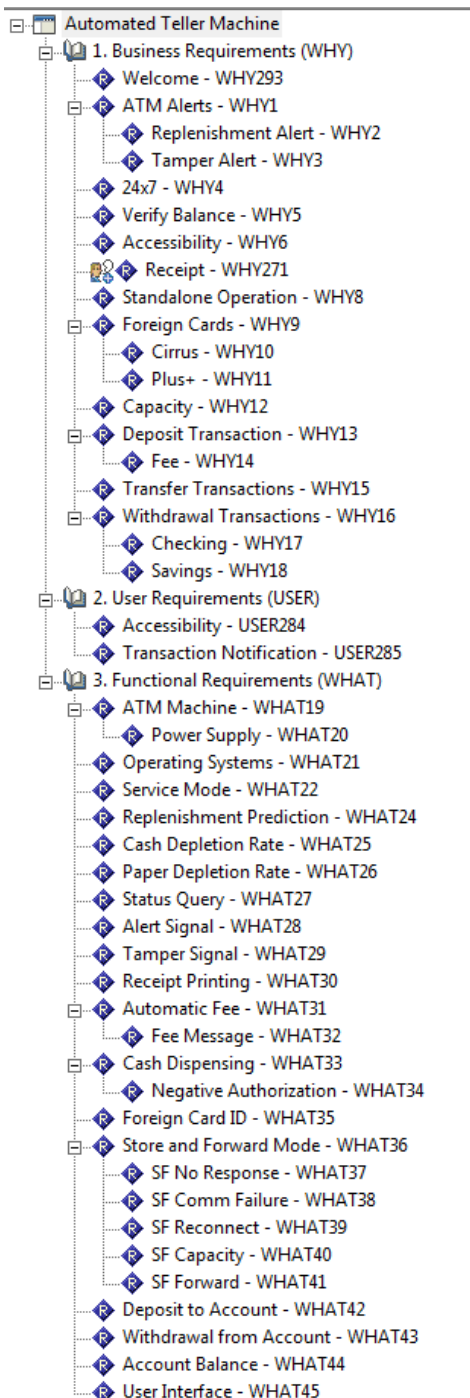 Automated Teller Machine
1. Business Requirements (WHY)
Welcome - WHY293
ATM Alerts - WHY1
Replenishment Alert - WHY2
Tamper Alert - WHY3
24x7 - WHY4
Verify Balance - WHY5
Accessibility - WHY6
Receipt - WHY271
Standalone Operation - WHY8
Foreign Cards - WHY9
Cirrus - WHY10
Plus+ - WHY11
Capacity - WHY12
Deposit Transaction - WHY13
Fee - WHY14
Transfer Transactions - WHY15
Withdrawal Transactions - WHY16
Checking - WHY17
Savings - WHY18
2. User Requirements (USER)
Accessibility - USER284
Transaction Notification - USER285
3. Functional Requirements (WHAT)
ATM Machine - WHAT19
Power Supply - WHAT20
Operating Systems - WHAT21
Service Mode - WHAT22
Replenishment Prediction - WHAT24
Cash Depletion Rate - WHAT25
Paper Depletion Rate - WHAT26
Status Query - WHAT27
Alert Signal - WHAT28
Tamper Signal - WHAT29
Receipt Printing - WHAT30
Automatic Fee - WHAT31
Fee Message - WHAT32
Cash Dispensing - WHAT33
Negative Authorization - WHAT34
Foreign Card ID - WHAT35
Store and Forward Mode - WHAT36
SF No Response - WHAT37
SF Comm Failure - WHAT38
SF Reconnect - WHAT39
SF Capacity - WHAT40
SF Forward - WHAT41
Deposit to Account - WHAT42
Withdrawal from Account - WHAT43
Account Balance - WHAT44
User Interface - WHAT45